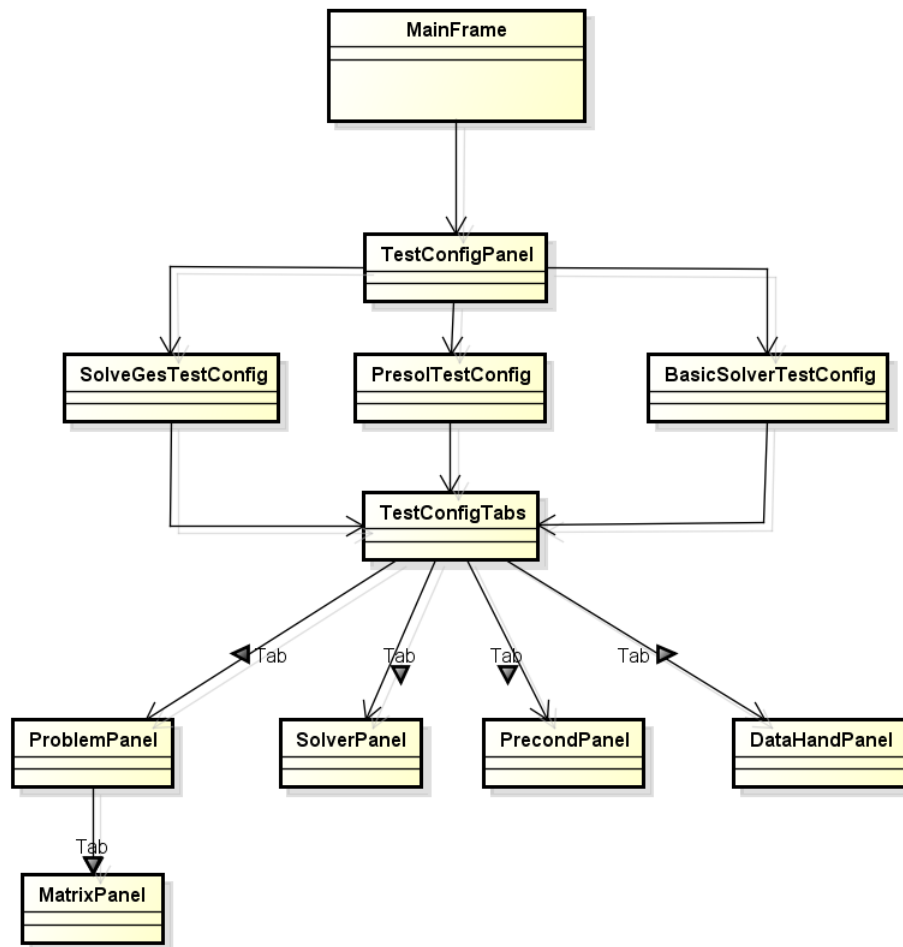 MainFrame
TestConfigPanel
SolveGesTestConfig
PresolTestConfig
BasicSolverTestConfig
TestConfigTabs
Tab
Tab
Tab
Tab
ProblemPanel
SolverPanel
PrecondPanel
DataHandPanel
Tab
MatrixPanel